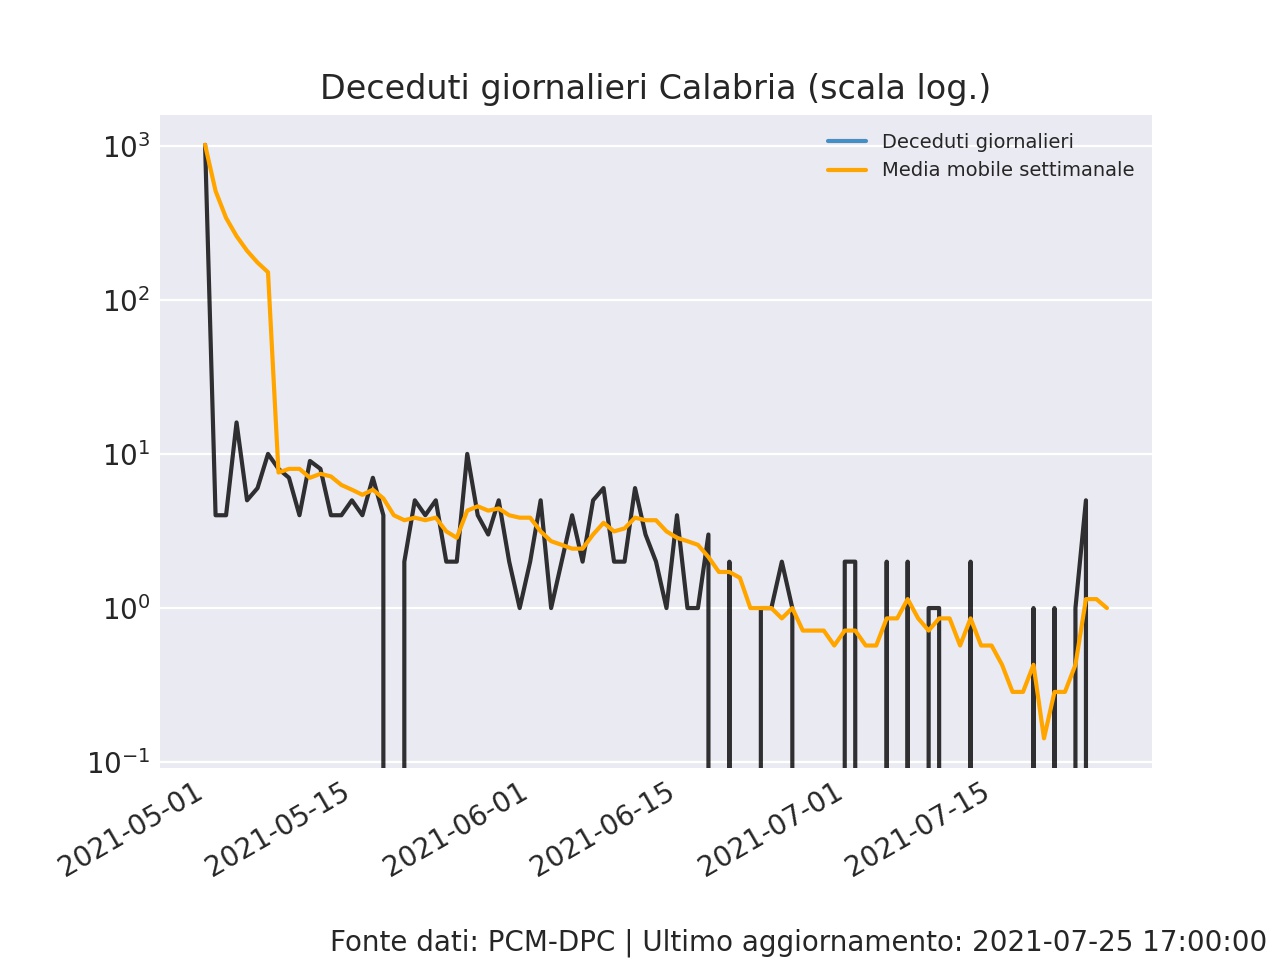 Deceduti giornalieri Calabria (scala log.)
Deceduti giornalieri
Media mobile settimanale
10³
10²
10¹
10⁰
10⁻¹
2021-05-01
2021-05-15
2021-06-01
2021-06-15
2021-07-01
2021-07-15
Fonte dati: PCM-DPC | Ultimo aggiornamento: 2021-07-25 17:00:00